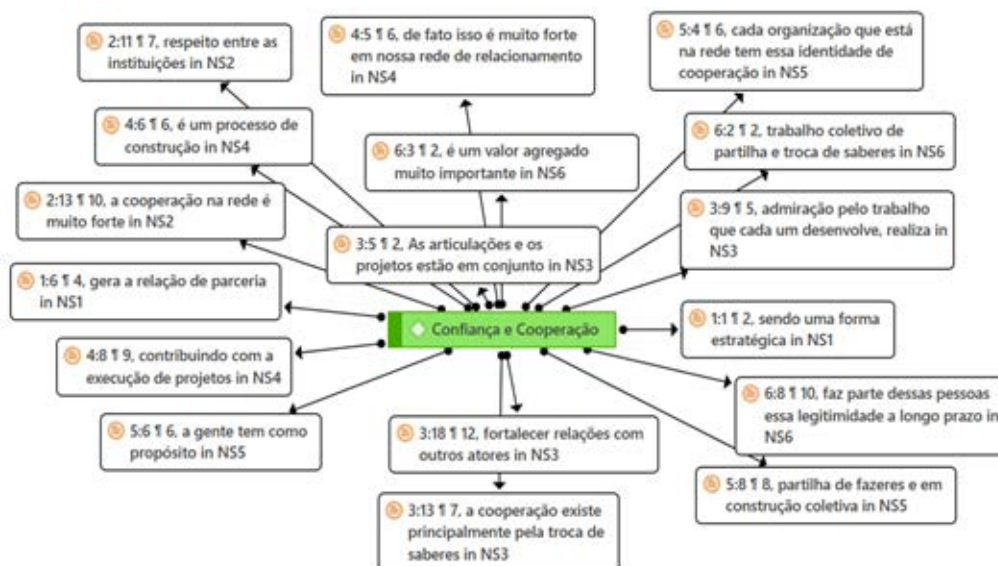 2:11 ¶ 7, respeito entre as
instituições in NS2
4:5 ¶ 6, de fato isso é muito forte
em nossa rede de relacionamento
in NS4
5:4 ¶ 6, cada organização que está
na rede tem essa identidade de
cooperação in NS5
4:6 ¶ 6, é um processo de
construção in NS4
6:3 ¶ 2, é um valor agregado
muito importante in NS6
6:2 ¶ 2, trabalho coletivo de
partilha e troca de saberes in NS6
2:13 ¶ 10, a cooperação na rede é
muito forte in NS2
3:5 ¶ 2, As articulações e os
projetos estão em conjunto in NS3
3:9 ¶ 5, admiração pelo trabalho
que cada um desenvolve, realiza in
NS3
1:6 ¶ 4, gera a relação de parceria
in NS1
Confiança e Cooperação
1:1 ¶ 2, sendo uma forma
estratégica in NS1
4:8 ¶ 9, contribuindo com a
execução de projetos in NS4
6:8 ¶ 10, faz parte dessas pessoas
essa legitimidade a longo prazo in
NS6
5:6 ¶ 6, a gente tem como
propósito in NS5
3:18 ¶ 12, fortalecer relações com
outros atores in NS3
5:8 ¶ 8, partilha de fazeres e em
construção coletiva in NS5
3:13 ¶ 7, a cooperação existe
principalmente pela troca de
saberes in NS3